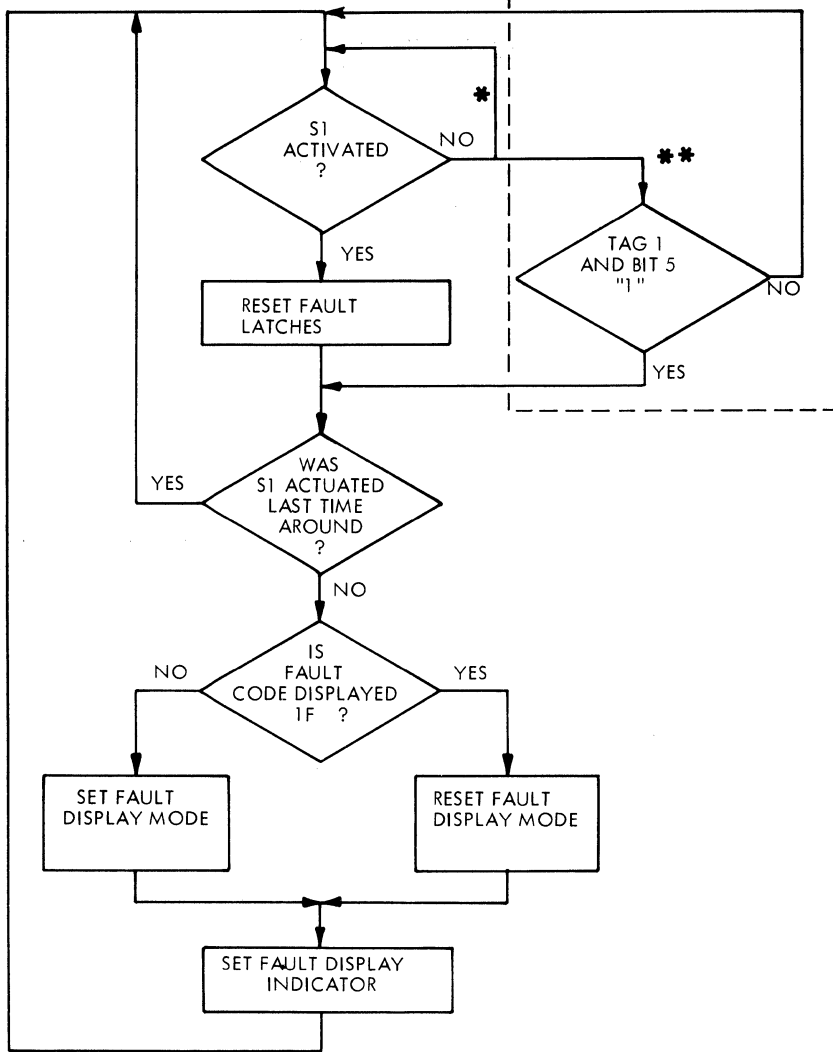 S1
ACTIVATED
?
NO
*
**
YES
TAG 1
AND BIT 5
"1"
NO
YES
RESET FAULT
LATCHES
WAS
S1 ACTUATED
LAST TIME
AROUND
?
YES
NO
IS
FAULT
CODE DISPLAYED
1F ?
NO
YES
SET FAULT
DISPLAY MODE
RESET FAULT
DISPLAY MODE
SET FAULT DISPLAY
INDICATOR